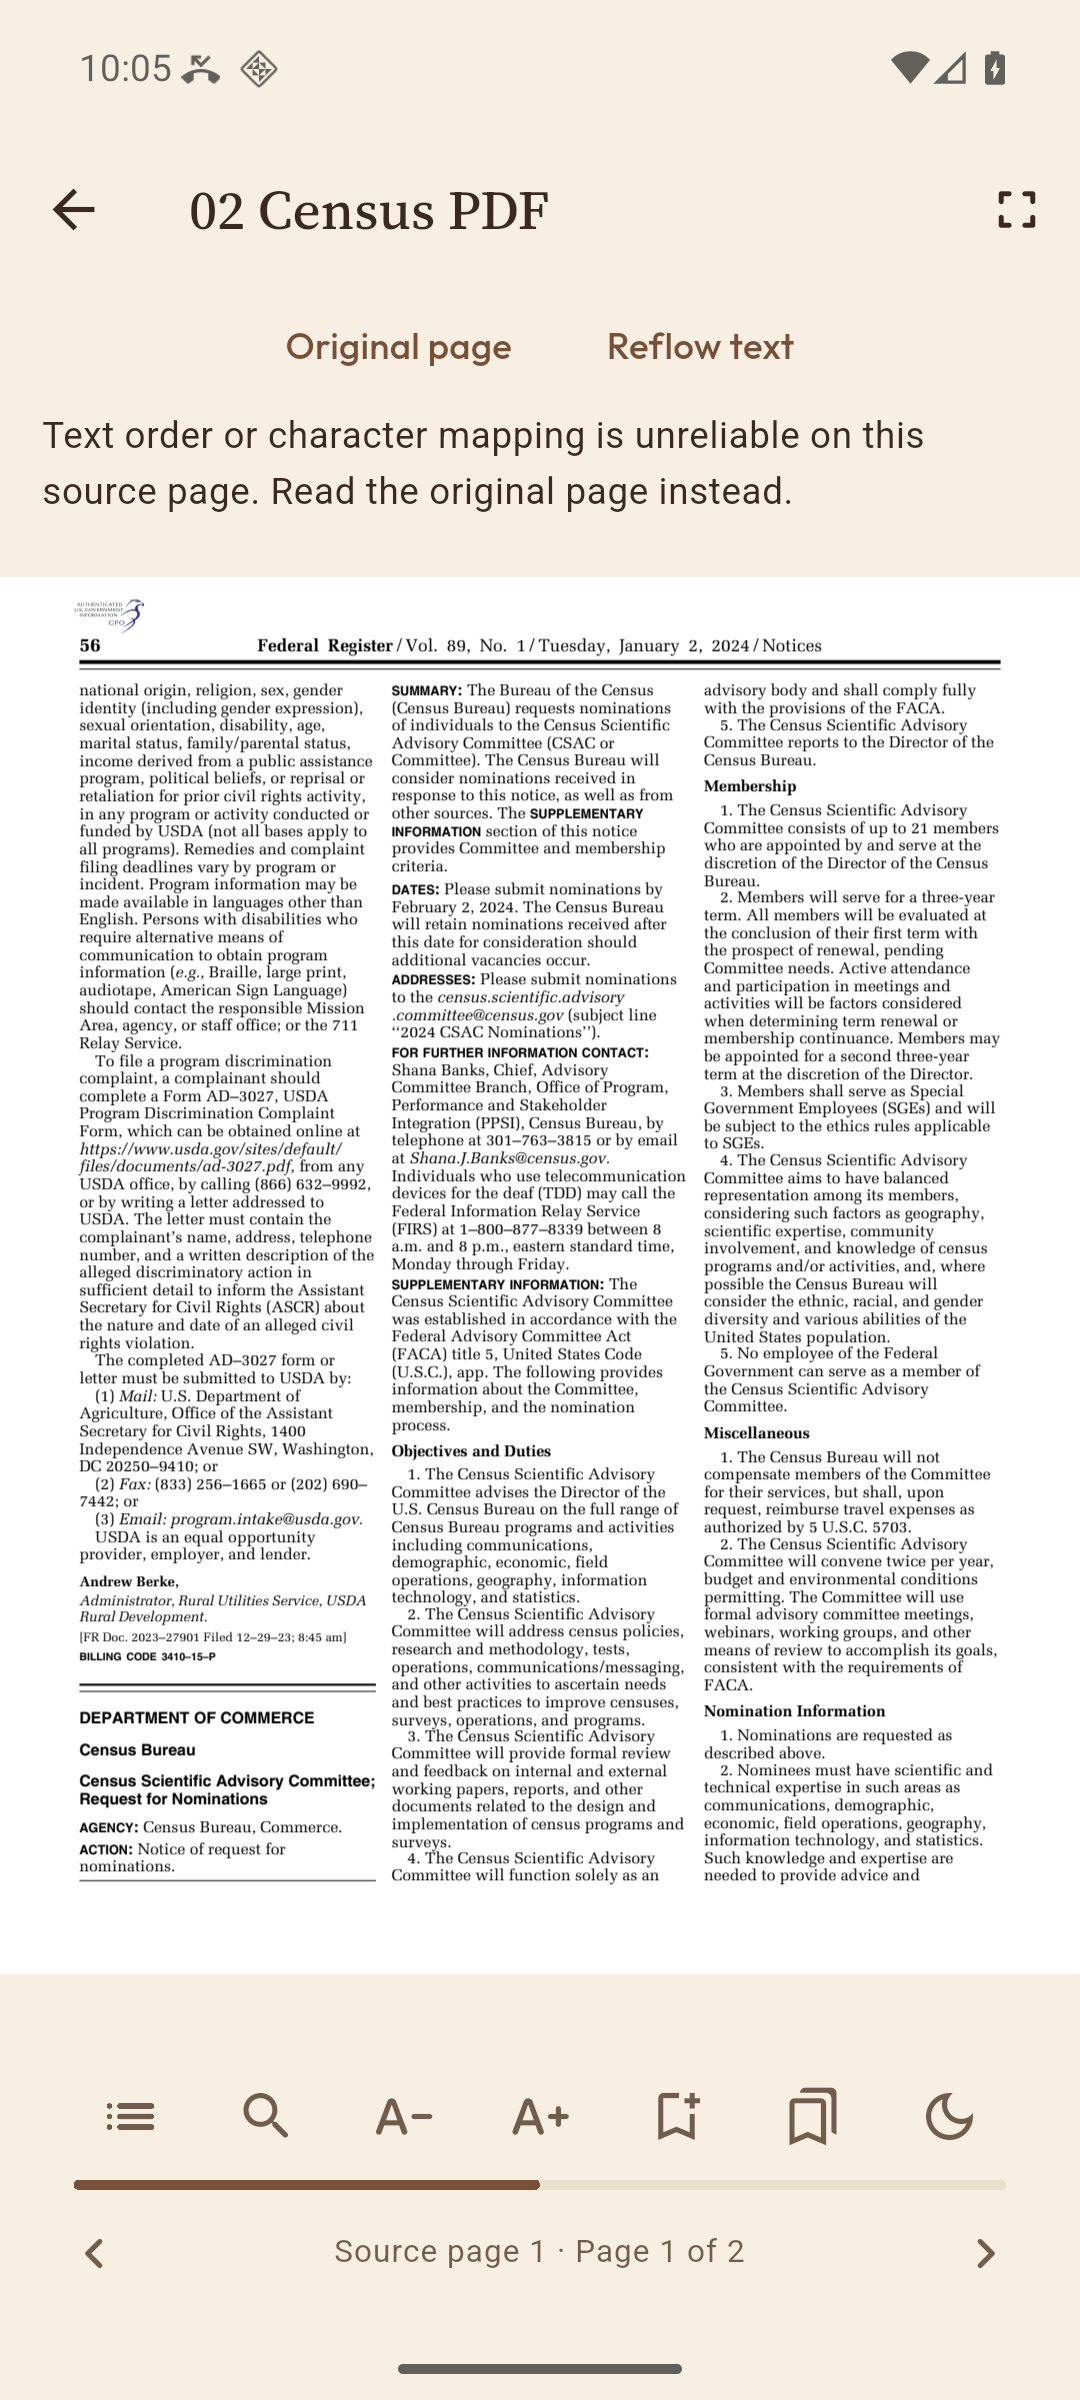 10:05
02 Census PDF
Original page
Reflow text
Text order or character mapping is unreliable on this
source page. Read the original page instead.
AUTHENTICATED
U.S. GOVERNMENT
INFORMATION
GPO
56
Federal Register / Vol. 89, No. 1 / Tuesday, January 2, 2024 / Notices
national origin, religion, sex, gender
identity (including gender expression),
sexual orientation, disability, age,
marital status, family/parental status,
income derived from a public assistance
program, political beliefs, or reprisal or
retaliation for prior civil rights activity,
in any program or activity conducted or
funded by USDA (not all bases apply to
all programs). Remedies and complaint
filing deadlines vary by program or
incident. Program information may be
made available in languages other than
English. Persons with disabilities who
require alternative means of
communication to obtain program
information (e.g., Braille, large print,
audiotape, American Sign Language)
should contact the responsible Mission
Area, agency, or staff office; or the 711
Relay Service.
To file a program discrimination
complaint, a complainant should
complete a Form AD–3027, USDA
Program Discrimination Complaint
Form, which can be obtained online at
https://www.usda.gov/sites/default/
files/documents/ad-3027.pdf, from any
USDA office, by calling (866) 632–9992,
or by writing a letter addressed to
USDA. The letter must contain the
complainant's name, address, telephone
number, and a written description of the
alleged discriminatory action in
sufficient detail to inform the Assistant
Secretary for Civil Rights (ASCR) about
the nature and date of an alleged civil
rights violation.
The completed AD–3027 form or
letter must be submitted to USDA by:
(1) Mail: U.S. Department of
Agriculture, Office of the Assistant
Secretary for Civil Rights, 1400
Independence Avenue SW, Washington,
DC 20250–9410; or
(2) Fax: (833) 256–1665 or (202) 690–
7442; or
(3) Email: program.intake@usda.gov.
USDA is an equal opportunity
provider, employer, and lender.
Andrew Berke,
Administrator, Rural Utilities Service, USDA
Rural Development.
[FR Doc. 2023–27901 Filed 12–29–23; 8:45 am]
BILLING CODE 3410–15–P
DEPARTMENT OF COMMERCE
Census Bureau
Census Scientific Advisory Committee;
Request for Nominations
AGENCY: Census Bureau, Commerce.
ACTION: Notice of request for
nominations.
SUMMARY: The Bureau of the Census
(Census Bureau) requests nominations
of individuals to the Census Scientific
Advisory Committee (CSAC or
Committee). The Census Bureau will
consider nominations received in
response to this notice, as well as from
other sources. The SUPPLEMENTARY
INFORMATION section of this notice
provides Committee and membership
criteria.
DATES: Please submit nominations by
February 2, 2024. The Census Bureau
will retain nominations received after
this date for consideration should
additional vacancies occur.
ADDRESSES: Please submit nominations
to the census.scientific.advisory
.committee@census.gov (subject line
‘‘2024 CSAC Nominations’’).
FOR FURTHER INFORMATION CONTACT:
Shana Banks, Chief, Advisory
Committee Branch, Office of Program,
Performance and Stakeholder
Integration (PPSI), Census Bureau, by
telephone at 301–763–3815 or by email
at Shana.J.Banks@census.gov.
Individuals who use telecommunication
devices for the deaf (TDD) may call the
Federal Information Relay Service
(FIRS) at 1–800–877–8339 between 8
a.m. and 8 p.m., eastern standard time,
Monday through Friday.
SUPPLEMENTARY INFORMATION: The
Census Scientific Advisory Committee
was established in accordance with the
Federal Advisory Committee Act
(FACA) title 5, United States Code
(U.S.C.), app. The following provides
information about the Committee,
membership, and the nomination
process.
Objectives and Duties
1. The Census Scientific Advisory
Committee advises the Director of the
U.S. Census Bureau on the full range of
Census Bureau programs and activities
including communications,
demographic, economic, field
operations, geography, information
technology, and statistics.
2. The Census Scientific Advisory
Committee will address census policies,
research and methodology, tests,
operations, communications/messaging,
and other activities to ascertain needs
and best practices to improve censuses,
surveys, operations, and programs.
3. The Census Scientific Advisory
Committee will provide formal review
and feedback on internal and external
working papers, reports, and other
documents related to the design and
implementation of census programs and
surveys.
4. The Census Scientific Advisory
Committee will function solely as an
advisory body and shall comply fully
with the provisions of the FACA.
5. The Census Scientific Advisory
Committee reports to the Director of the
Census Bureau.
Membership
1. The Census Scientific Advisory
Committee consists of up to 21 members
who are appointed by and serve at the
discretion of the Director of the Census
Bureau.
2. Members will serve for a three-year
term. All members will be evaluated at
the conclusion of their first term with
the prospect of renewal, pending
Committee needs. Active attendance
and participation in meetings and
activities will be factors considered
when determining term renewal or
membership continuance. Members may
be appointed for a second three-year
term at the discretion of the Director.
3. Members shall serve as Special
Government Employees (SGEs) and will
be subject to the ethics rules applicable
to SGEs.
4. The Census Scientific Advisory
Committee aims to have balanced
representation among its members,
considering such factors as geography,
scientific expertise, community
involvement, and knowledge of census
programs and/or activities, and, where
possible the Census Bureau will
consider the ethnic, racial, and gender
diversity and various abilities of the
United States population.
5. No employee of the Federal
Government can serve as a member of
the Census Scientific Advisory
Committee.
Miscellaneous
1. The Census Bureau will not
compensate members of the Committee
for their services, but shall, upon
request, reimburse travel expenses as
authorized by 5 U.S.C. 5703.
2. The Census Scientific Advisory
Committee will convene twice per year,
budget and environmental conditions
permitting. The Committee will use
formal advisory committee meetings,
webinars, working groups, and other
means of review to accomplish its goals,
consistent with the requirements of
FACA.
Nomination Information
1. Nominations are requested as
described above.
2. Nominees must have scientific and
technical expertise in such areas as
communications, demographic,
economic, field operations, geography,
information technology, and statistics.
Such knowledge and expertise are
needed to provide advice and
A−
A+
Source page 1 · Page 1 of 2